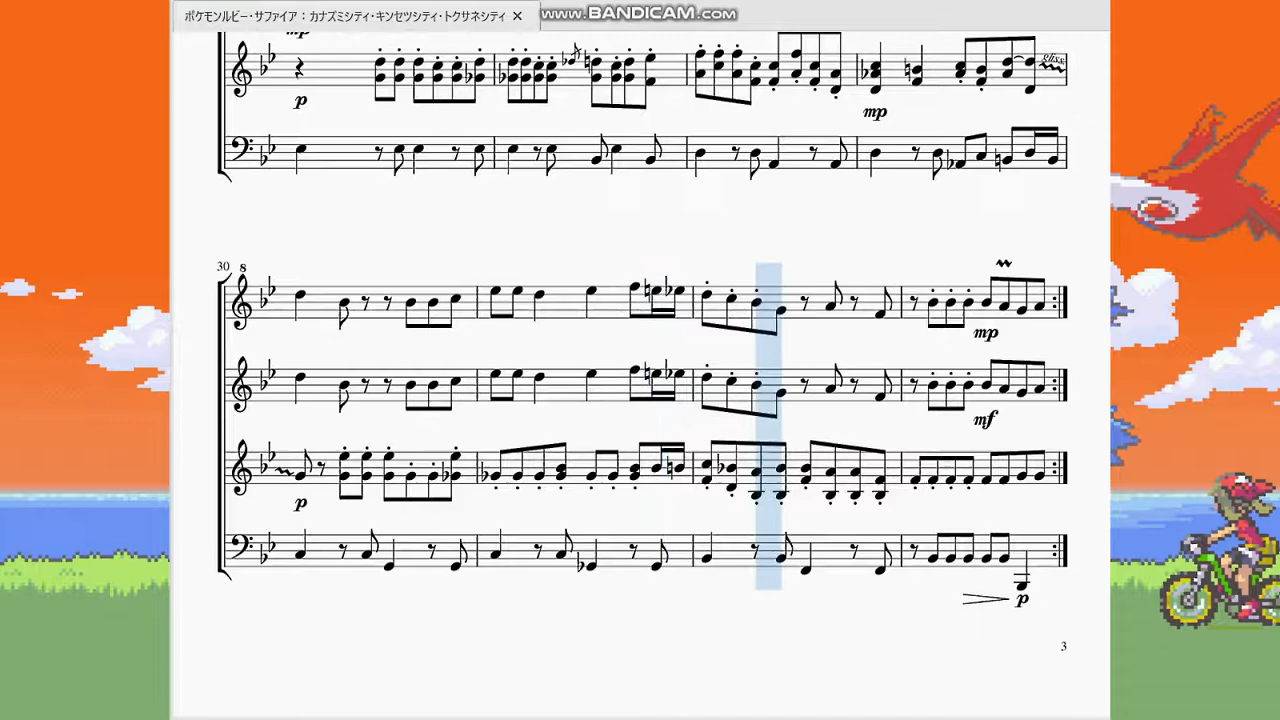 ポケモンルビー・サファイア：カナズミシティ・キンセツシティ・トクサネシティ ×
www.BANDICAM.com
mp
gliss.
p
mp
30 8
mp
mf
p
p
3